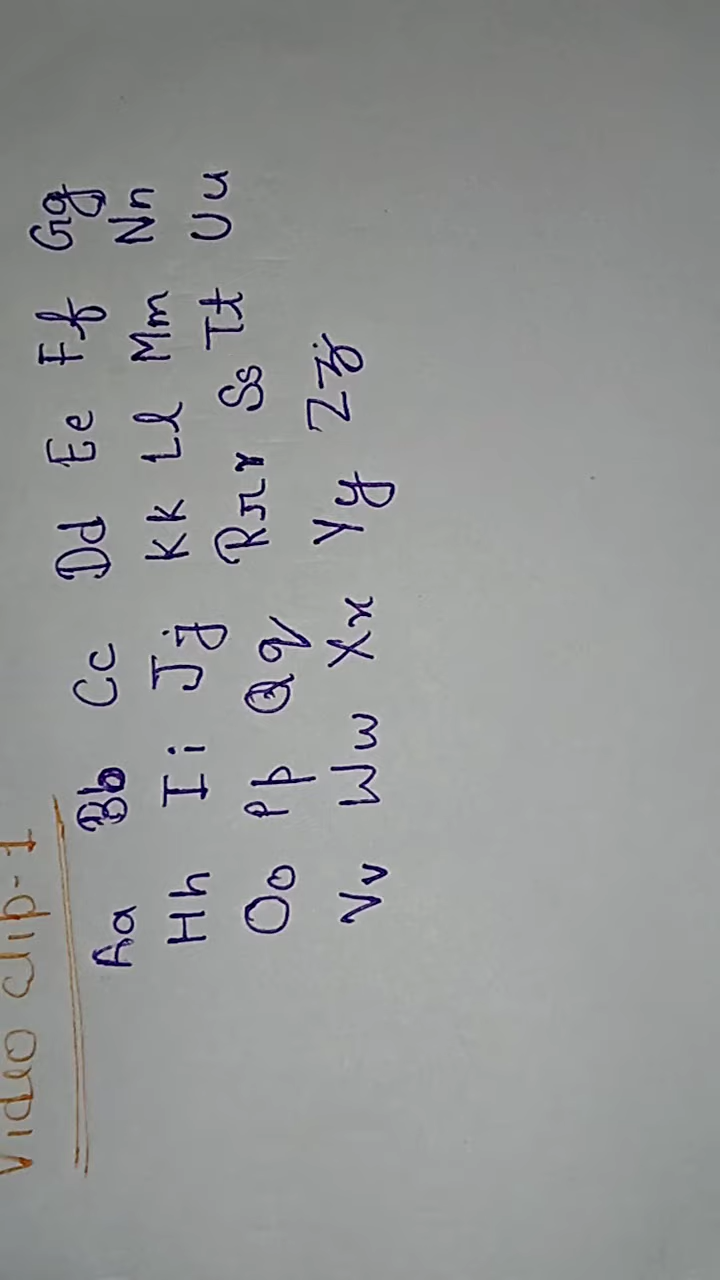 Video clip-1
Aa Bb Cc Dd Ee Ff Gg
Hh Ii Jj Kk Ll Mm Nn
Oo Pp Qq Rrr Ss Tt Uu
Vv Ww Xx Yy Zz